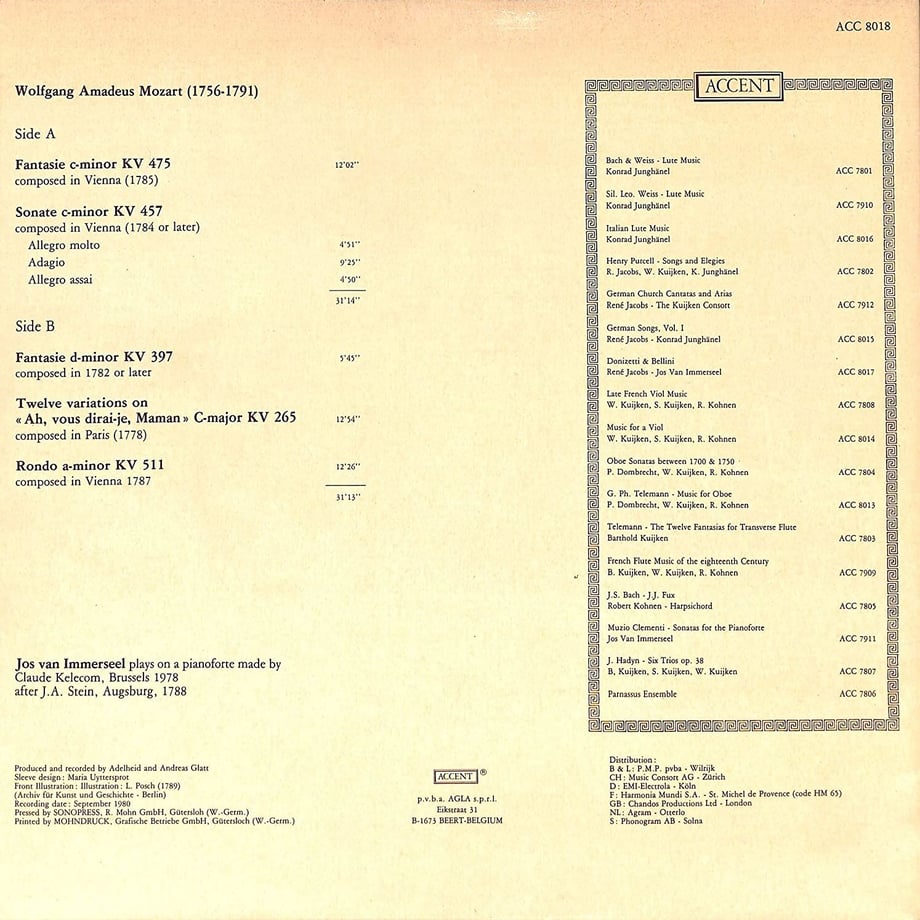 ACC 8018
Wolfgang Amadeus Mozart (1756-1791)
Side A
Fantasie c-minor KV 475 12'02''
composed in Vienna (1785)
Sonate c-minor KV 457
composed in Vienna (1784 or later)
Allegro molto 4'51''
Adagio 9'25''
Allegro assai 4'50''
31'14''
Side B
Fantasie d-minor KV 397 5'45''
composed in 1782 or later
Twelve variations on
« Ah, vous dirai-je, Maman » C-major KV 265 12'54''
composed in Paris (1778)
Rondo a-minor KV 511 12'26''
composed in Vienna 1787
31'13''
Jos van Immerseel plays on a pianoforte made by
Claude Kelecom, Brussels 1978
after J.A. Stein, Augsburg, 1788
ACCENT
Bach & Weiss - Lute Music
Konrad Junghänel ACC 7801
Sil. Leo. Weiss - Lute Music
Konrad Junghänel ACC 7910
Italian Lute Music
Konrad Junghänel ACC 8016
Henry Purcell - Songs and Elegies
R. Jacobs, W. Kuijken, K. Junghänel ACC 7802
German Church Cantatas and Arias
René Jacobs - The Kuijken Consort ACC 7912
German Songs, Vol. I
René Jacobs - Konrad Junghänel ACC 8015
Donizetti & Bellini
René Jacobs - Jos Van Immerseel ACC 8017
Late French Viol Music
W. Kuijken, S. Kuijken, R. Kohnen ACC 7808
Music for a Viol
W. Kuijken, S. Kuijken, R. Kohnen ACC 8014
Oboe Sonatas between 1700 & 1750
P. Dombrecht, W. Kuijken, R. Kohnen ACC 7804
G. Ph. Telemann - Music for Oboe
P. Dombrecht, W. Kuijken, R. Kohnen ACC 8013
Telemann - The Twelve Fantasias for Transverse Flute
Barthold Kuijken ACC 7803
French Flute Music of the eighteenth Century
B. Kuijken, W. Kuijken, R. Kohnen ACC 7909
J.S. Bach - J.J. Fux
Robert Kohnen - Harpsichord ACC 7805
Muzio Clementi - Sonatas for the Pianoforte
Jos Van Immerseel ACC 7911
J. Hadyn - Six Trios op. 38
B, Kuijken, S. Kuijken, W. Kuijken ACC 7807
Parnassus Ensemble ACC 7806
Produced and recorded by Adelheid and Andreas Glatt
Sleeve design : Maria Uyttersprot
Front Illustration : Illustration : L. Posch (1789)
(Archiv für Kunst und Geschichte - Berlin)
Recording date : September 1980
Pressed by SONOPRESS, R. Mohn GmbH, Gütersloh (W.-Germ.)
Printed by MOHNDRUCK, Grafische Betriebe GmbH, Gütersloh (W.-Germ.)
ACCENT ®
p.v.b.a. AGLA s.p.r.l.
Eikstraat 31
B-1673 BEERT-BELGIUM
Distribution :
B & L : P.M.P. pvba - Wilrijk
CH : Music Consort AG - Zürich
D : EMI-Electrola - Köln
F : Harmonia Mundi S.A. - St. Michel de Provence (code HM 65)
GB : Chandos Productions Ltd - London
NL : Agram - Otterlo
S : Phonogram AB - Solna